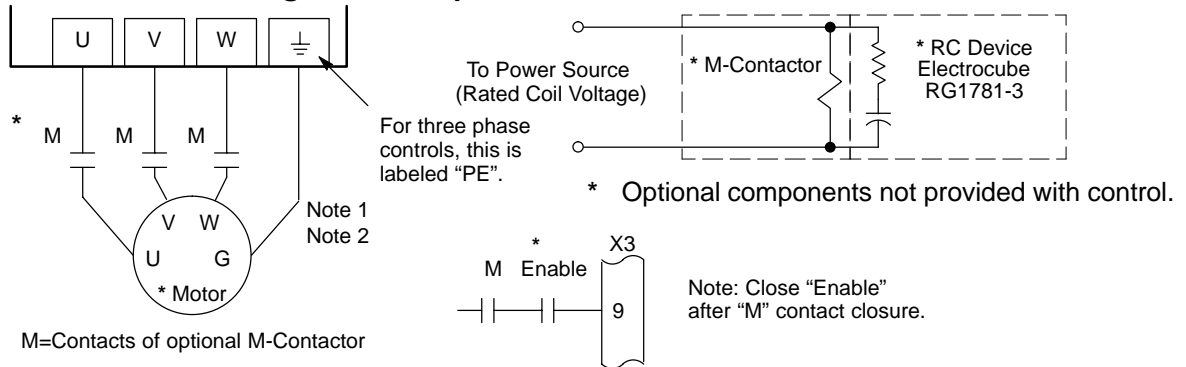 U V W
* M M M
For three phase
controls, this is
labeled “PE”.
V W
U G
* Motor
Note 1
Note 2
M=Contacts of optional M-Contactor
To Power Source
(Rated Coil Voltage)
* M-Contactor
* RC Device
Electrocube
RG1781-3
* Optional components not provided with control.
* X3
M Enable
9
Note: Close “Enable”
after “M” contact closure.